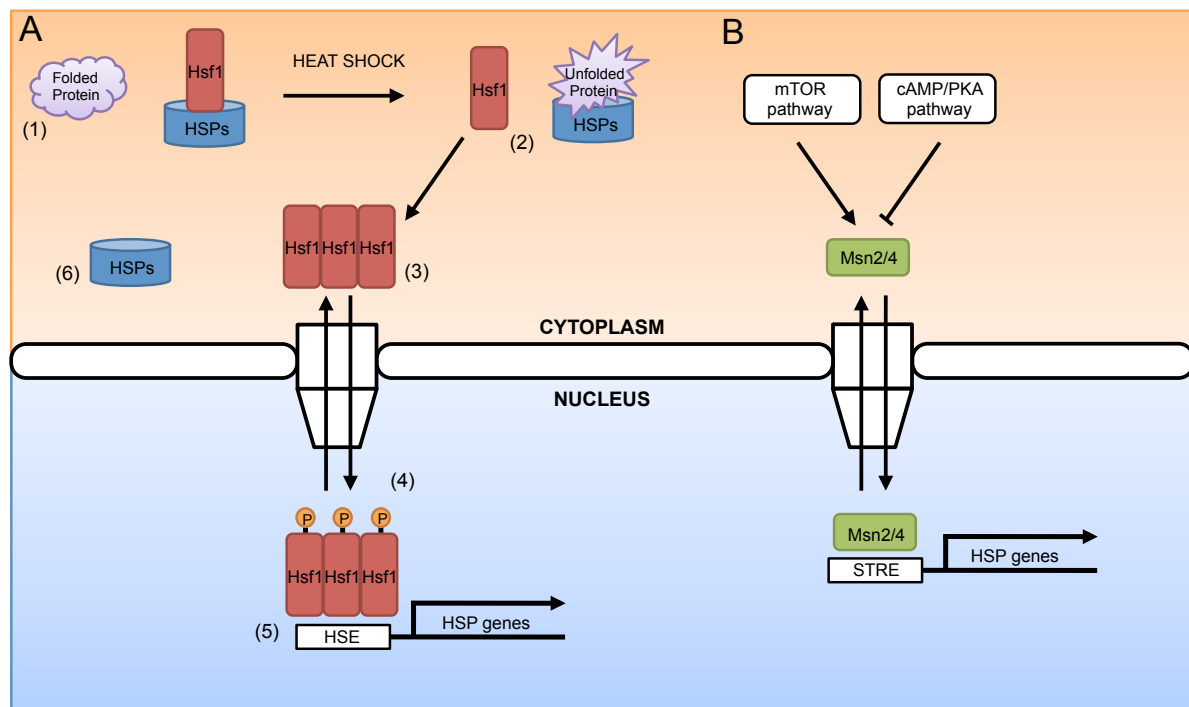 A
B
Folded
Protein
(1)
Hsf1
HSPs
HEAT SHOCK
Hsf1
(2)
Unfolded
Protein
HSPs
mTOR
pathway
cAMP/PKA
pathway
Hsf1 Hsf1 Hsf1
(3)
(6)
HSPs
Msn2/4
CYTOPLASM
NUCLEUS
(4)
P P P
Hsf1 Hsf1 Hsf1
(5)
HSE
HSP genes
Msn2/4
STRE
HSP genes